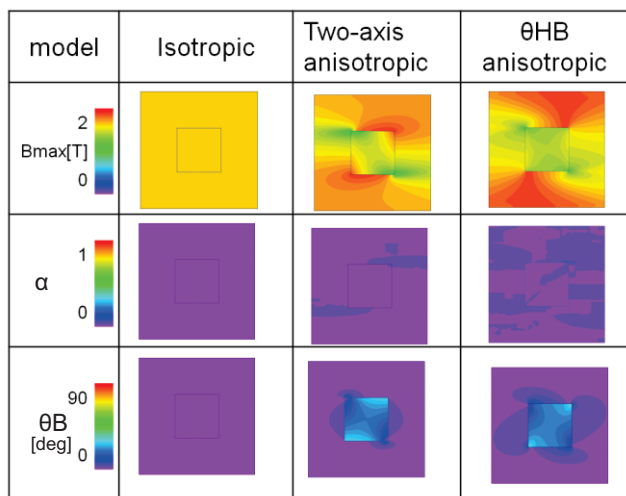 model
Isotropic
Two-axis
anisotropic
θHB
anisotropic
2
Bmax[T]
0
1
α
0
90
θB
[deg]
0